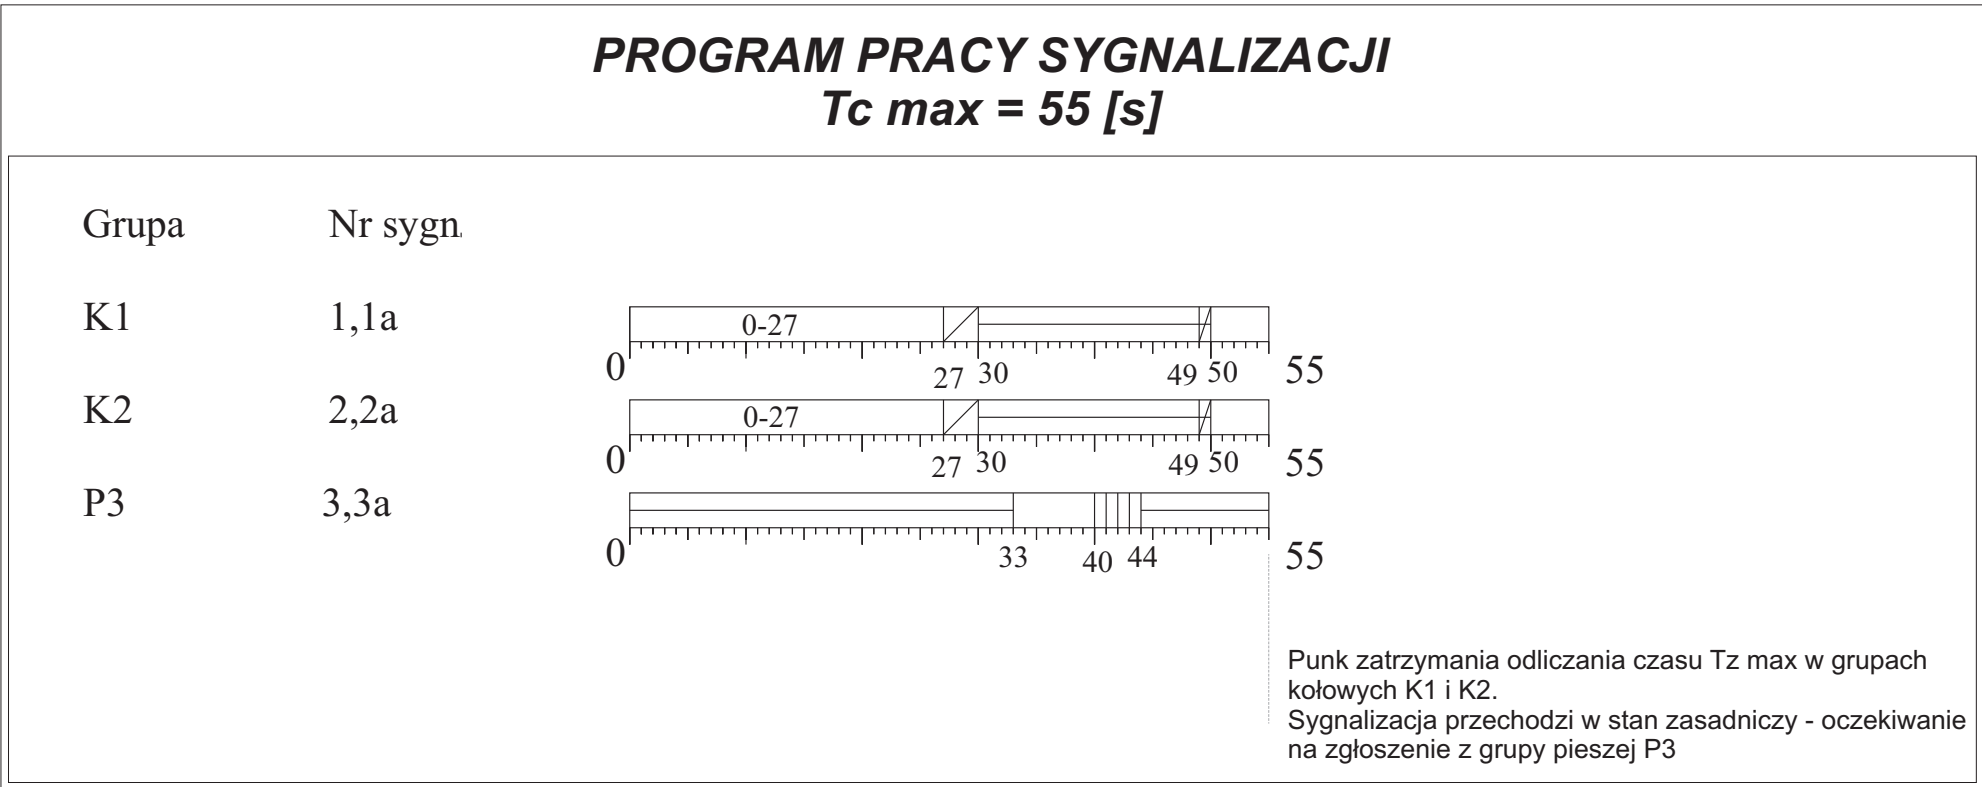 PROGRAM PRACY SYGNALIZACJI
Tc max = 55 [s]
Grupa Nr sygn.
K1 1,1a 0-27
0 27 30 49 50 55
K2 2,2a 0-27
0 27 30 49 50 55
P3 3,3a
0 33 40 44 55
Punk zatrzymania odliczania czasu Tz max w grupach
kołowych K1 i K2.
Sygnalizacja przechodzi w stan zasadniczy - oczekiwanie
na zgłoszenie z grupy pieszej P3